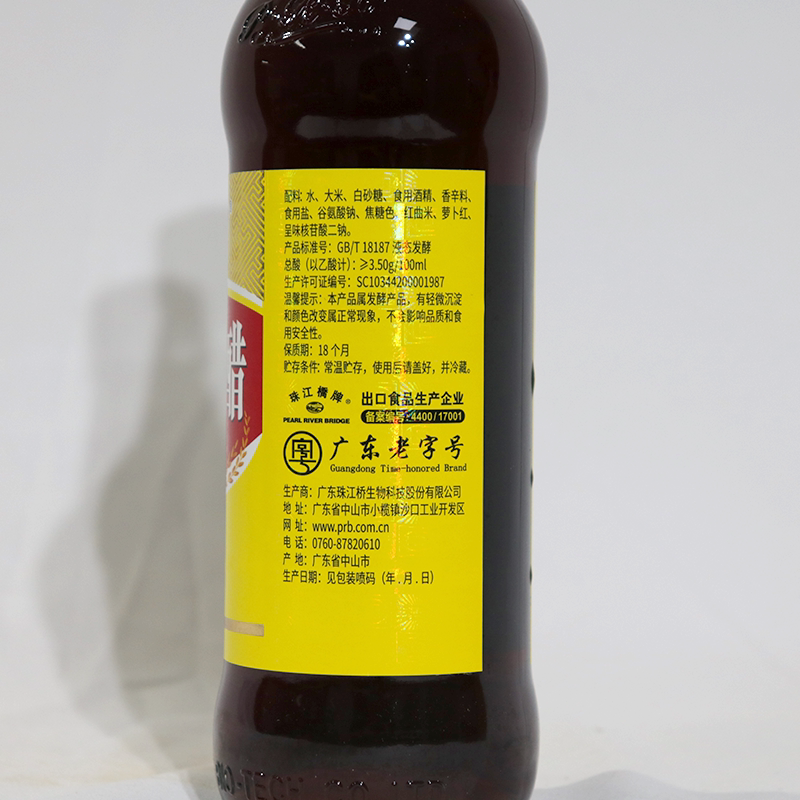 醋
配料: 水、大米、白砂糖、食用酒精、香辛料、
食用盐、谷氨酸钠、焦糖色、红曲米、萝卜红、
呈味核苷酸二钠。
产品标准号：GB/T 18187 液态发酵
总酸（以乙酸计）: ≥3.50g/100ml
生产许可证编号：SC10344200001987
温馨提示：本产品属发酵产品，有轻微沉淀
和颜色改变属正常现象，不会影响品质和食
用安全性。
保质期: 18个月
贮存条件: 常温贮存，使用后请盖好，并冷藏。
珠江橋牌®
PEARL RIVER BRIDGE
出口食品生产企业
备案编号:4400/17001
广东老字号
Guangdong Time-honored Brand
生产商：广东珠江桥生物科技股份有限公司
地 址：广东省中山市小榄镇沙口工业开发区
网 址：www.prb.com.cn
电 话：0760-87820610
产 地：广东省中山市
生产日期：见包装喷码（年.月.日）